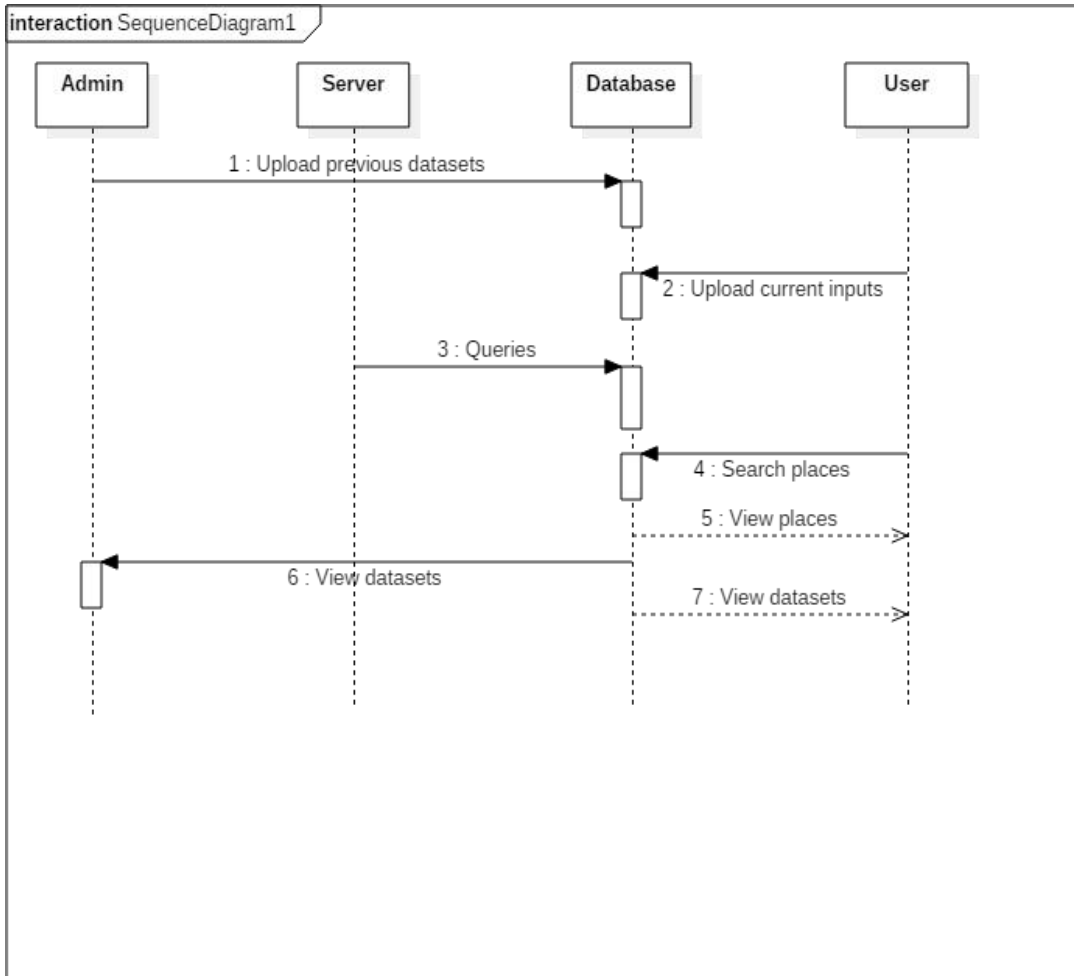 interaction SequenceDiagram1
Admin
Server
Database
User
1 : Upload previous datasets
2 : Upload current inputs
3 : Queries
4 : Search places
5 : View places
6 : View datasets
7 : View datasets